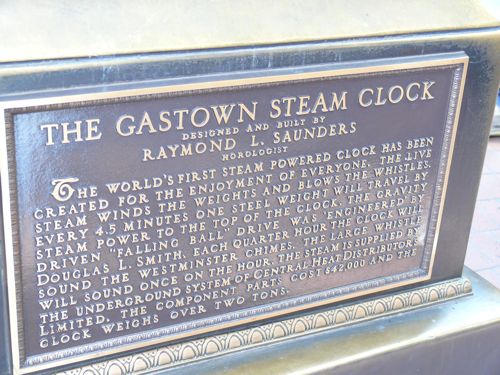 THE GASTOWN STEAM CLOCK
DESIGNED AND BUILT BY
RAYMOND L. SAUNDERS
HOROLOGIST
THE WORLD'S FIRST STEAM POWERED CLOCK HAS BEEN
CREATED FOR THE ENJOYMENT OF EVERYONE. THE LIVE
STEAM WINDS THE WEIGHTS AND BLOWS THE WHISTLES.
EVERY 4.5 MINUTES ONE STEEL WEIGHT WILL TRAVEL BY
STEAM POWER TO THE TOP OF THE CLOCK. THE GRAVITY
DRIVEN "FALLING BALL" DRIVE WAS ENGINEERED BY
DOUGLAS L. SMITH. EACH QUARTER HOUR THE CLOCK WILL
SOUND THE WESTMINSTER CHIMES. THE LARGE WHISTLE
WILL SOUND ONCE ON THE HOUR. THE STEAM IS SUPPLIED BY
THE UNDERGROUND SYSTEM OF CENTRAL HEAT DISTRIBUTORS
LIMITED. THE COMPONENT PARTS COST $42,000 AND THE
CLOCK WEIGHS OVER TWO TONS.